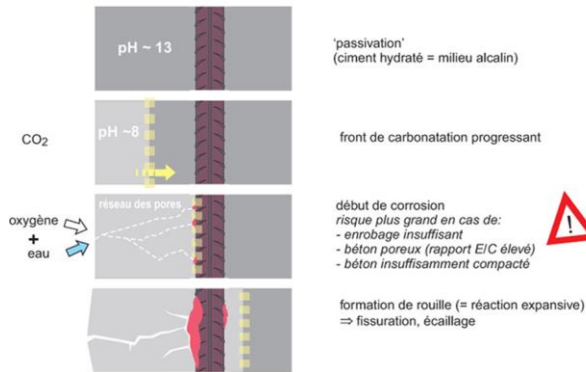 pH ~ 13
'passivation'
(ciment hydraté = milieu alcalin)
CO2
pH ~8
front de carbonatation progressant
réseau des pores
oxygène
+
eau
début de corrosion
risque plus grand en cas de:
- enrobage insuffisant
- béton poreux (rapport E/C élevé)
- béton insuffisamment compacté
!
formation de rouille (= réaction expansive)
⇒ fissuration, écaillage